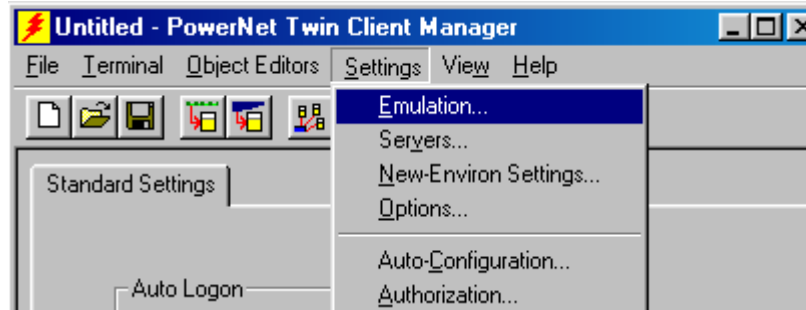 Untitled - PowerNet Twin Client Manager
File Terminal Object Editors Settings View Help
Emulation...
Servers...
New-Environ Settings...
Options...
Auto-Configuration...
Authorization...
Standard Settings
Auto Logon